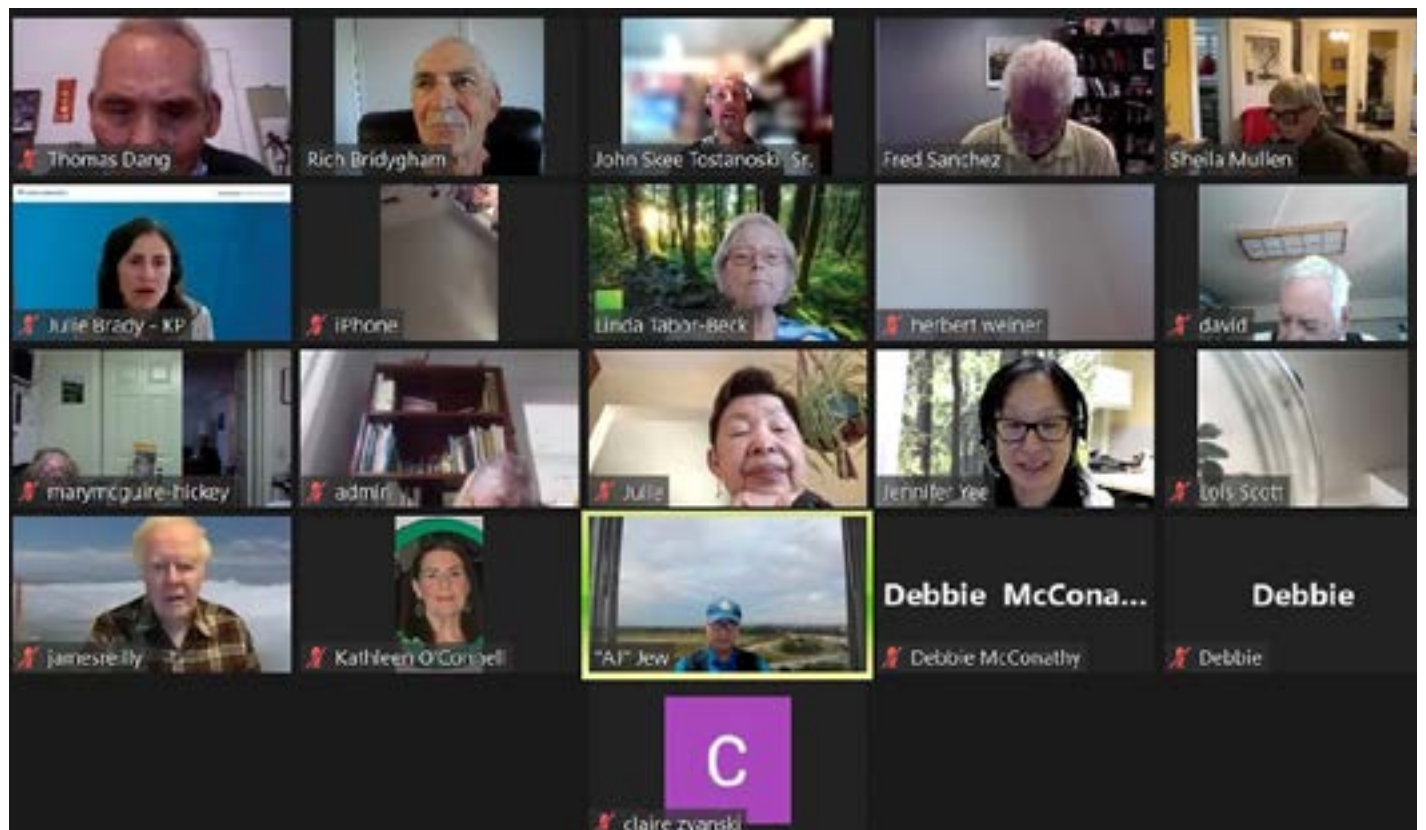 Thomas Dang
Rich Bridygham
John Skee Tostanoski Sr.
Fred Sanchez
Sheila Mullen
Julie Brady - KP
iPhone
Linda Tabor-Beck
herbert weiner
david
marymcguire-hickey
admin
Julie
Jennifer Yee
Lois Scott
jamesreilly
Kathleen O'Connell
"AJ" Jew
Debbie McCona...
Debbie McConathy
Debbie
Debbie
C
claire zvanski